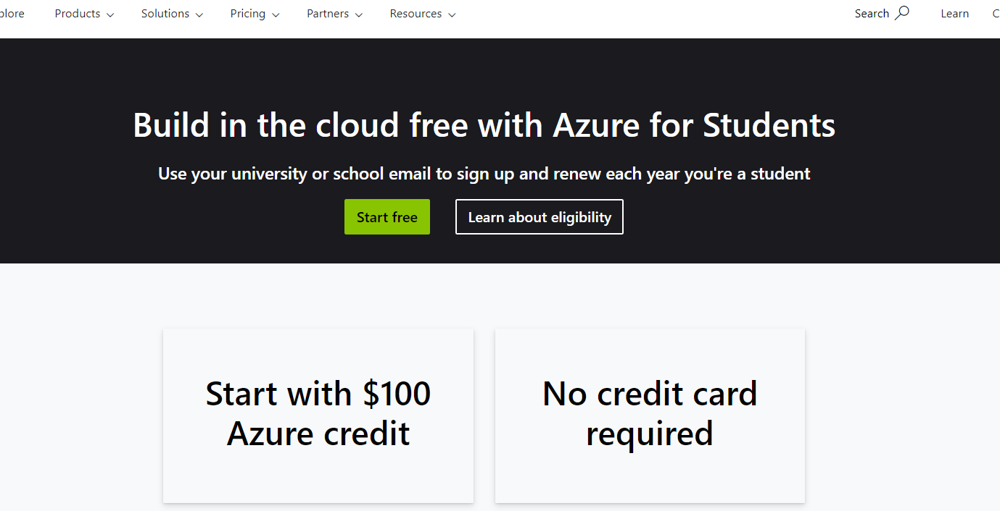 plore Products Solutions Pricing Partners Resources Search Learn C
Build in the cloud free with Azure for Students
Use your university or school email to sign up and renew each year you're a student
Start free Learn about eligibility
Start with $100
Azure credit
No credit card
required